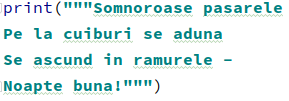 print("""Somnoroase pasarele
Pe la cuiburi se aduna
Se ascund in ramurele -
Noapte buna!""")